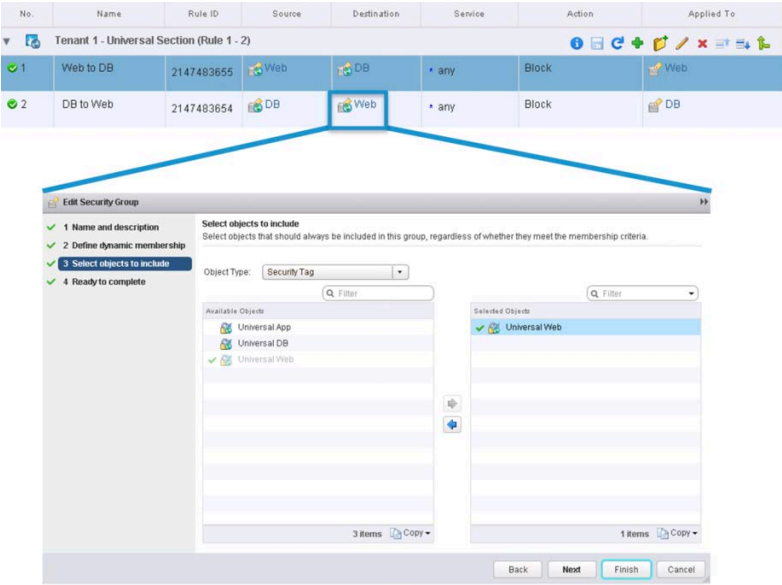 No. Name Rule ID Source Destination Service Action Applied To
Tenant 1 - Universal Section (Rule 1 - 2)
1 Web to DB 2147483655 Web DB any Block Web
2 DB to Web 2147483654 DB Web any Block DB
Edit Security Group
1 Name and description
2 Define dynamic membership
3 Select objects to include
4 Ready to complete
Select objects to include
Select objects that should always be included in this group, regardless of whether they meet the membership criteria.
Object Type: Security Tag
Filter
Available Objects
Universal App
Universal DB
Universal Web
3 items Copy
Filter
Selected Objects
Universal Web
1 items Copy
Back Next Finish Cancel